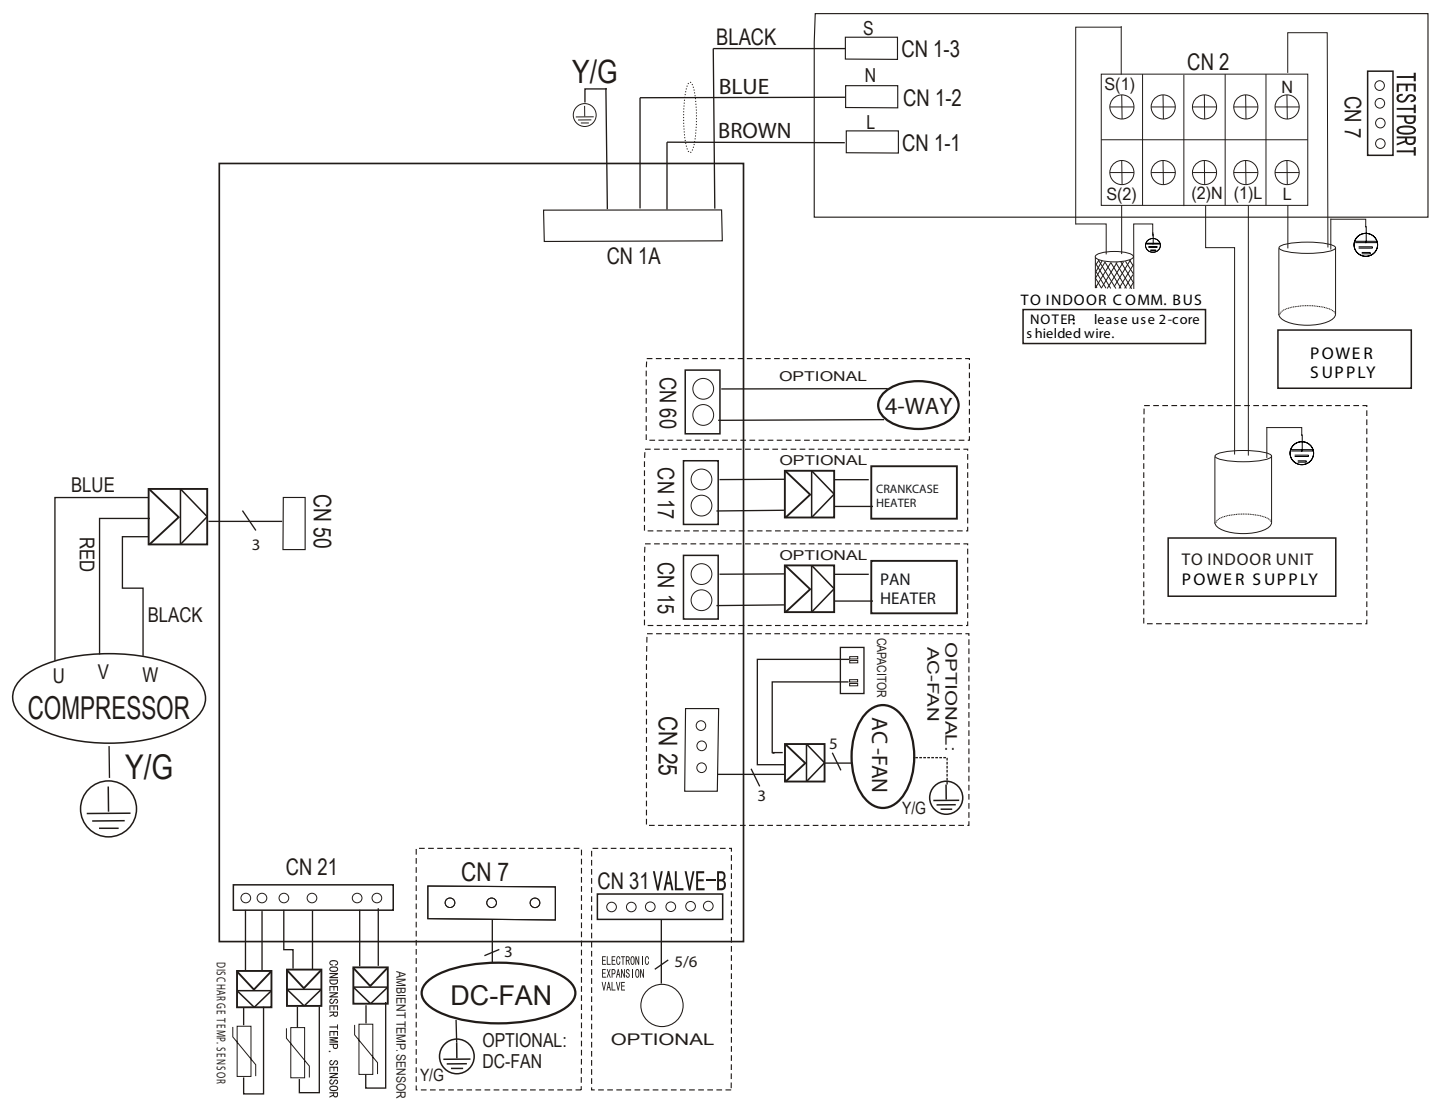 BLACK
S
CN 1-3
BLUE
N
CN 1-2
BROWN
L
CN 1-1
Y/G
CN 1A
CN 2
S(1)
N
S(2)
(2)N
(1)L
L
TESTPORT
CN 7
TO INDOOR COMM. BUS
NOTEP: lease use 2-core
shielded wire.
POWER
SUPPLY
TO INDOOR UNIT
POWER SUPPLY
CN 60
OPTIONAL
4-WAY
CN 17
OPTIONAL
CRANKCASE
HEATER
CN 15
OPTIONAL
PAN
HEATER
CN 25
3
CAPACITOR
5
AC-FAN
OPTIONAL:
AC-FAN
Y/G
BLUE
RED
BLACK
3
CN 50
U
V
W
COMPRESSOR
Y/G
CN 21
DISCHARGE TEMP. SENSOR
CONDENSER TEMP. SENSOR
AMBIENT TEMP. SENSOR
CN 7
3
DC-FAN
OPTIONAL:
DC-FAN
Y/G
CN 31 VALVE-B
ELECTRONIC
EXPANSION
VALVE
5/6
OPTIONAL